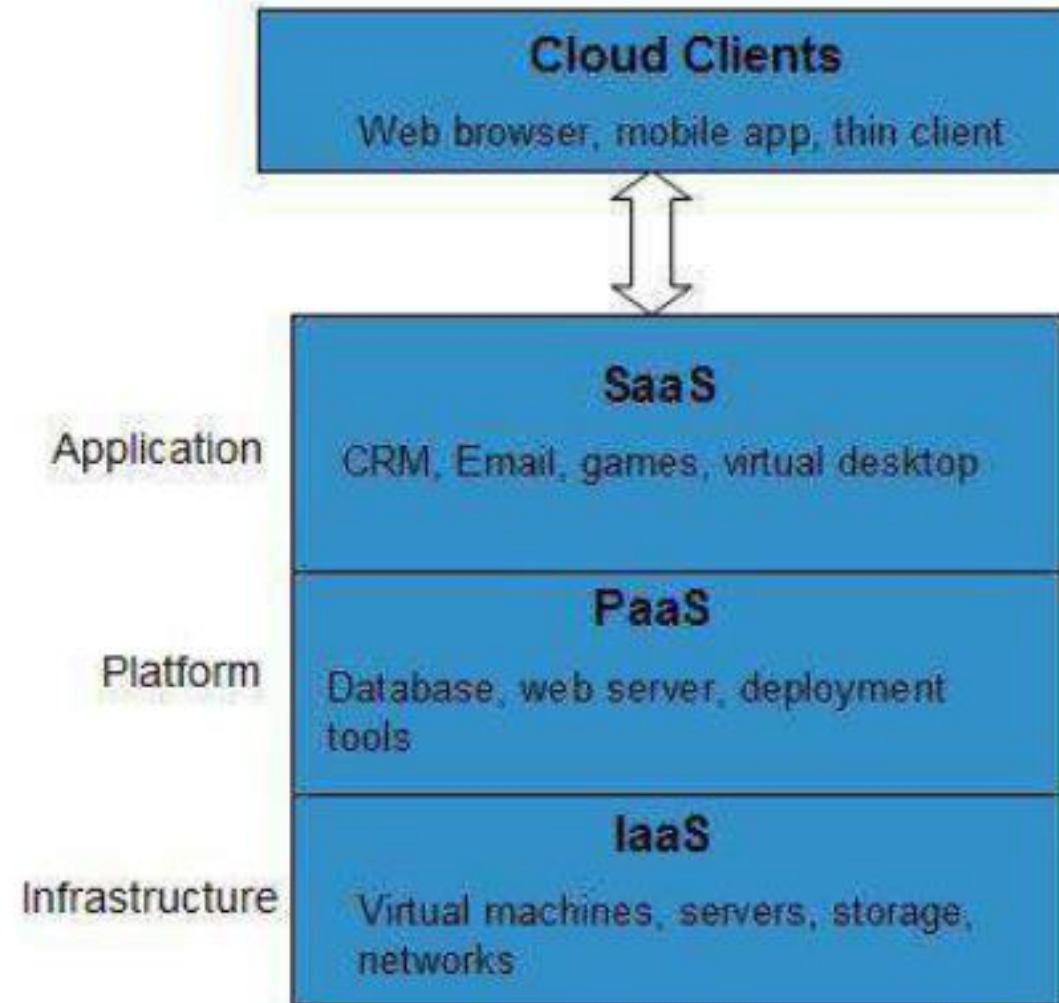 Cloud Clients
Web browser, mobile app, thin client
SaaS
Application
CRM, Email, games, virtual desktop
PaaS
Platform
Database, web server, deployment
tools
IaaS
Infrastructure
Virtual machines, servers, storage,
networks